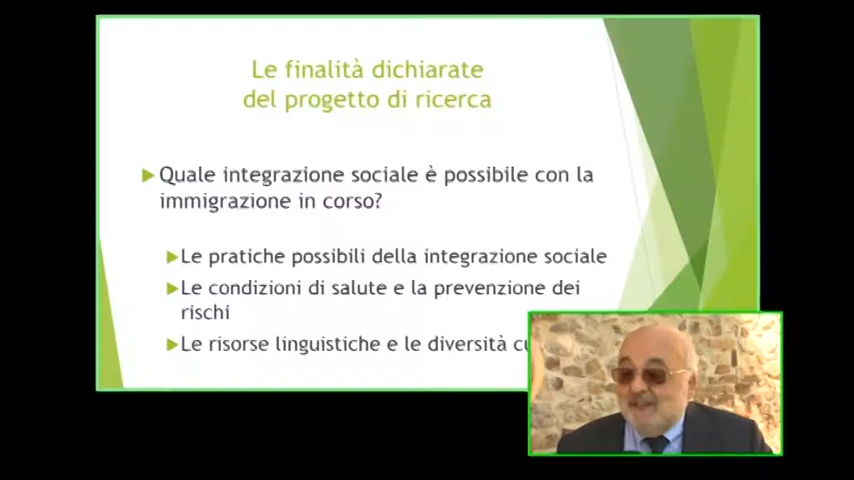 Le finalità dichiarate
del progetto di ricerca
Quale integrazione sociale è possibile con la
immigrazione in corso?
Le pratiche possibili della integrazione sociale
Le condizioni di salute e la prevenzione dei
rischi
Le risorse linguistiche e le diversità